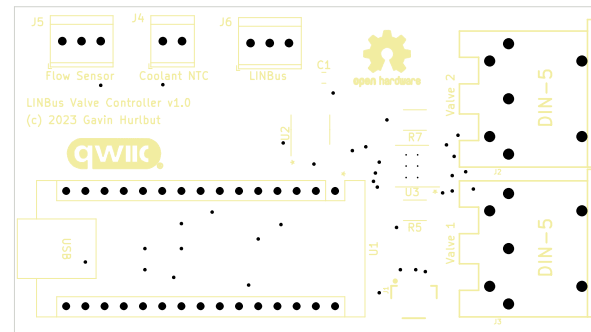 J5
J4
J6
Flow Sensor
Coolant NTC
LINBus
C1
open hardware
LINBus Valve Controller v1.0
(c) 2023 Gavin Hurlbut
qwiic
J2
R7
Valve 2
DIN-5
J2
U3
R5
Valve 1
DIN-5
J3
USB
U1